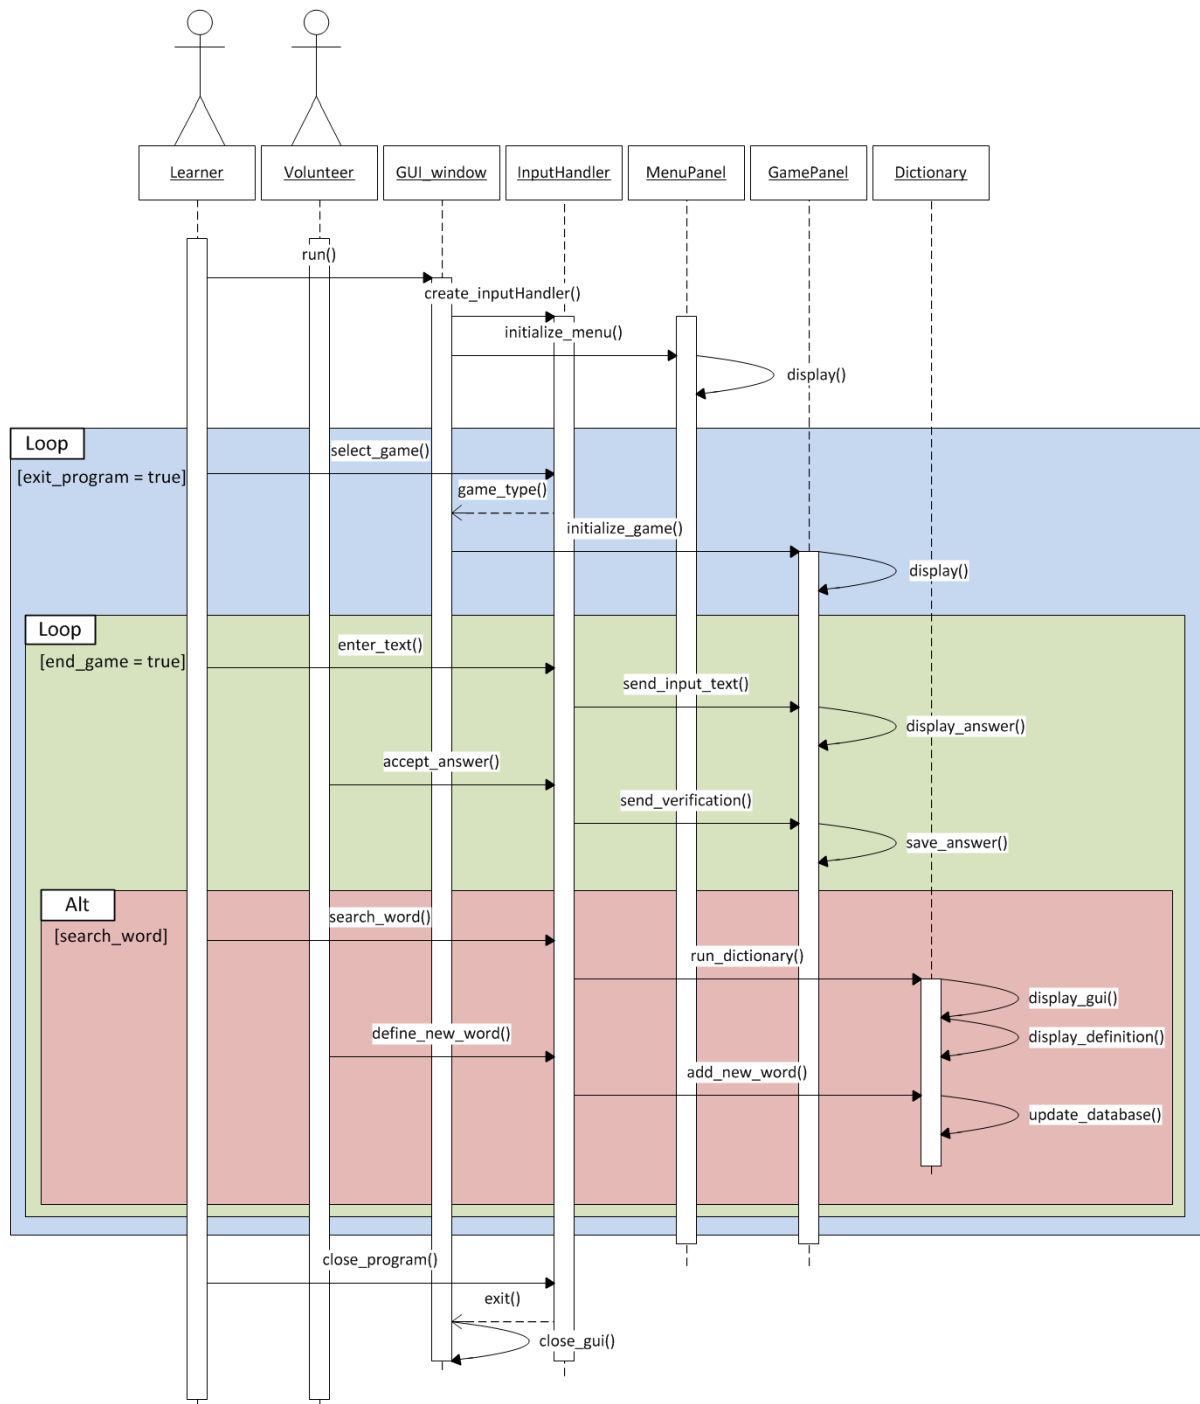 Learner
Volunteer
GUI_window
InputHandler
MenuPanel
GamePanel
Dictionary
run()
create_inputHandler()
initialize_menu()
display()
Loop
[exit_program = true]
select_game()
game_type()
initialize_game()
display()
Loop
[end_game = true]
enter_text()
send_input_text()
display_answer()
accept_answer()
send_verification()
save_answer()
Alt
[search_word]
search_word()
run_dictionary()
display_gui()
define_new_word()
display_definition()
add_new_word()
update_database()
close_program()
exit()
close_gui()